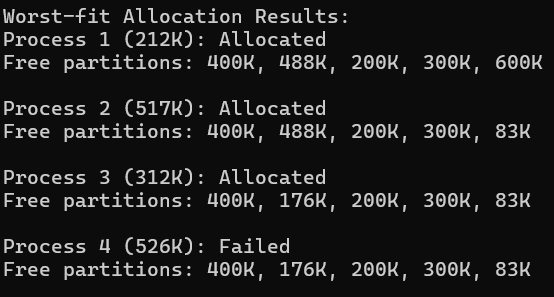 Worst-fit Allocation Results:
Process 1 (212K): Allocated
Free partitions: 400K, 488K, 200K, 300K, 600K
Process 2 (517K): Allocated
Free partitions: 400K, 488K, 200K, 300K, 83K
Process 3 (312K): Allocated
Free partitions: 400K, 176K, 200K, 300K, 83K
Process 4 (526K): Failed
Free partitions: 400K, 176K, 200K, 300K, 83K